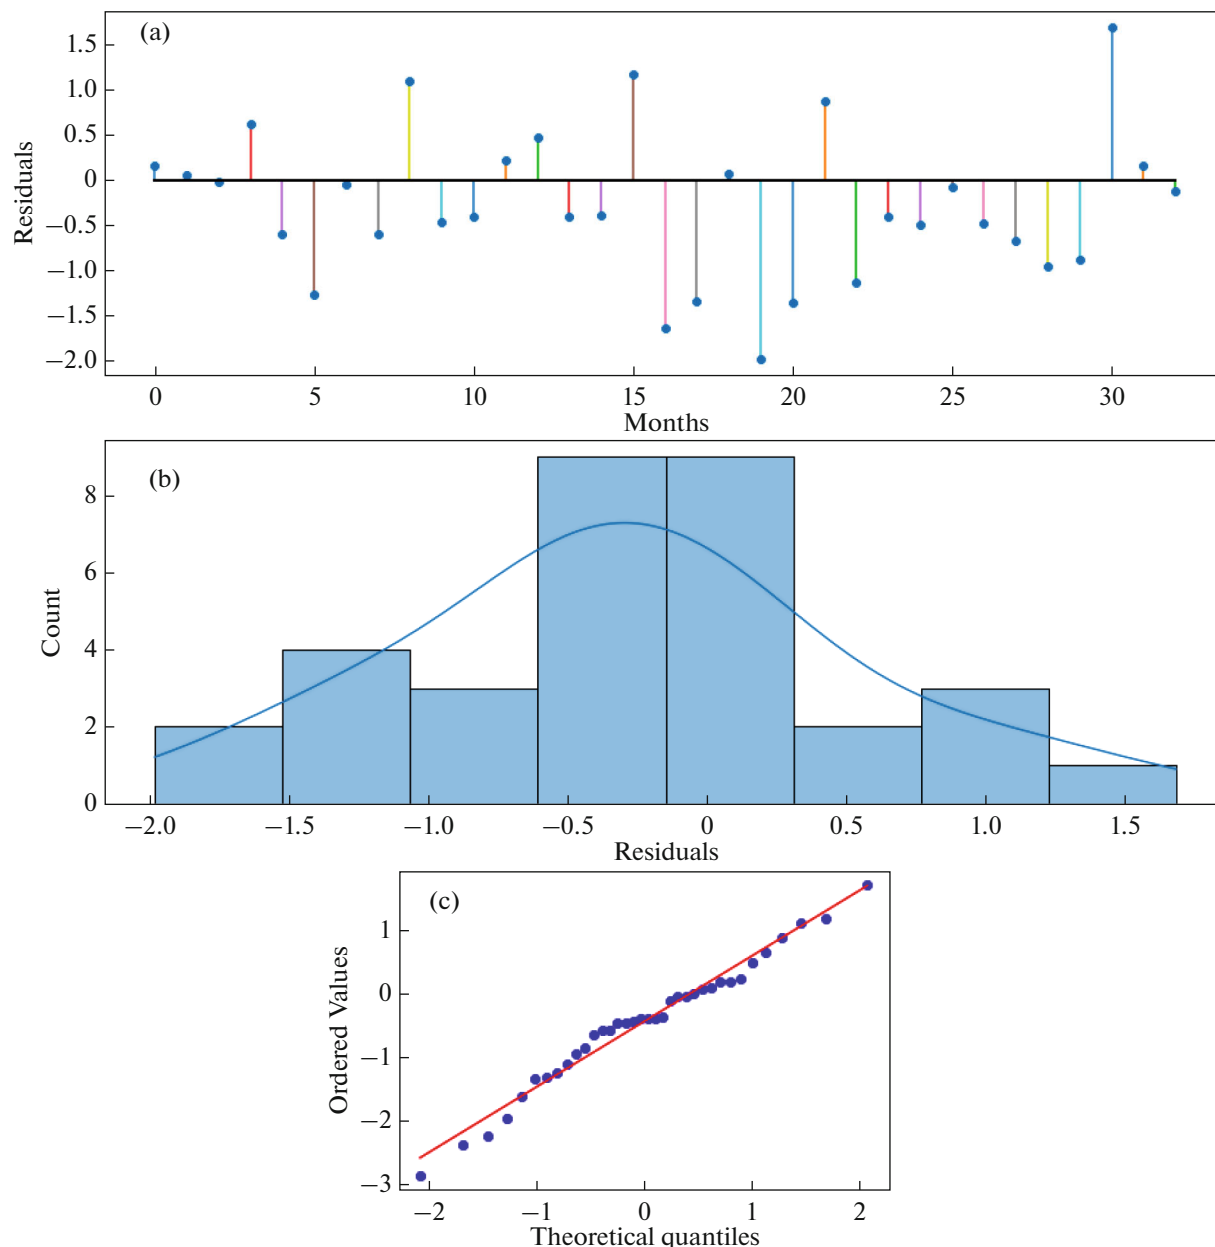 (a)
1.5
1.0
0.5
0
−0.5
−1.0
−1.5
−2.0
Residuals
0 5 10 15 20 25 30
Months
(b)
8
6
4
2
0
Count
−2.0 −1.5 −1.0 −0.5 0 0.5 1.0 1.5
Residuals
(c)
1
0
−1
−2
−3
Ordered Values
−2 −1 0 1 2
Theoretical quantiles